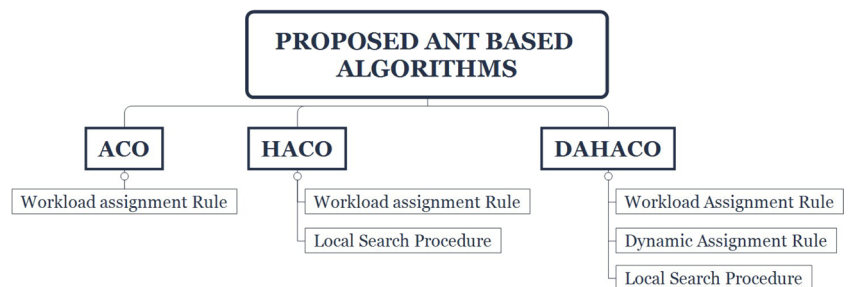 PROPOSED ANT BASED
ALGORITHMS
ACO
HACO
DAHACO
Workload assignment Rule
Workload assignment Rule
Workload Assignment Rule
Local Search Procedure
Dynamic Assignment Rule
Local Search Procedure